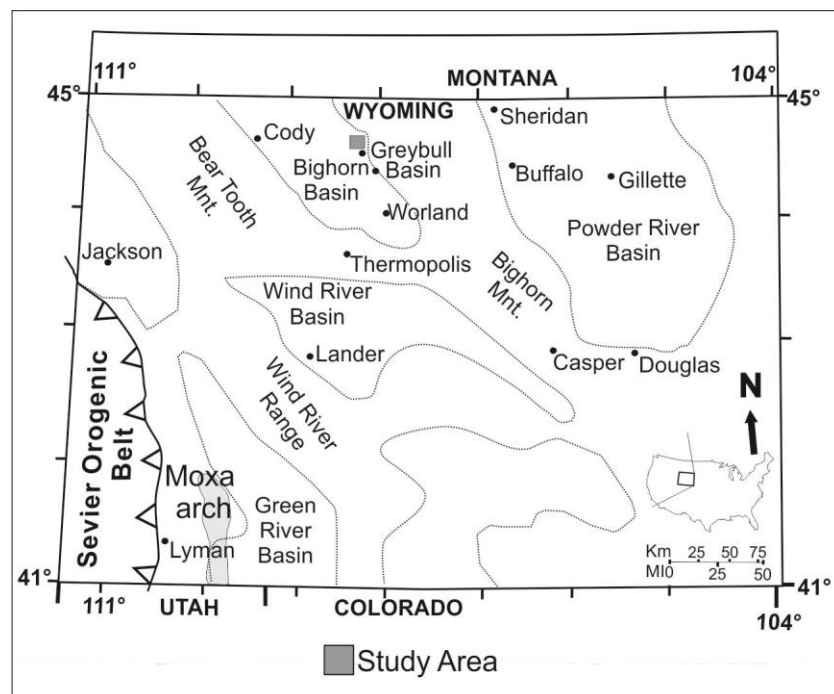 111°
104°
MONTANA
45°
45°
WYOMING
Sheridan
Cody
Greybull
Basin
Bighorn
Basin
Buffalo
Gillette
Bear Tooth
Mnt.
Worland
Powder River
Basin
Jackson
Thermopolis
Bighorn
Mnt.
Wind River
Basin
Lander
Casper
Douglas
Wind River
Range
N
Sevier Orogenic
Belt
Moxa
arch
Green
River
Basin
Lyman
Km 25 50 75
MI0 25 50
41°
41°
111°
UTAH
COLORADO
104°
Study Area